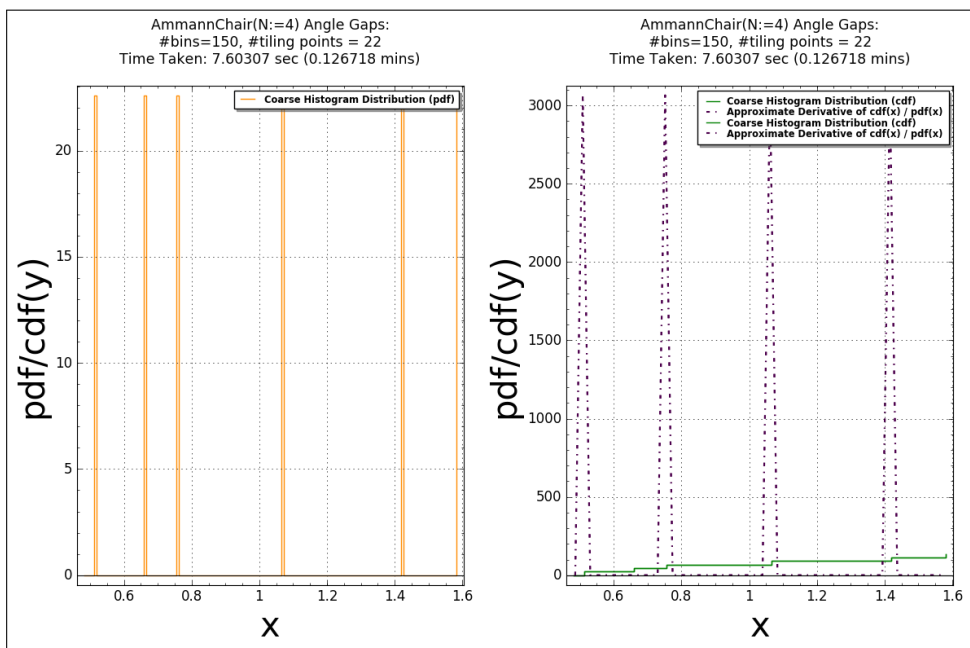 AmmannChair(N:=4) Angle Gaps:
#bins=150, #tiling points = 22
Time Taken: 7.60307 sec (0.126718 mins)
Coarse Histogram Distribution (pdf)
20
15
10
5
0
pdf/cdf(y)
0.6
0.8
1
1.2
1.4
1.6
x
AmmannChair(N:=4) Angle Gaps:
#bins=150, #tiling points = 22
Time Taken: 7.60307 sec (0.126718 mins)
Coarse Histogram Distribution (cdf)
Approximate Derivative of cdf(x) / pdf(x)
Coarse Histogram Distribution (cdf)
Approximate Derivative of cdf(x) / pdf(x)
3000
2500
2000
1500
1000
500
0
pdf/cdf(y)
0.6
0.8
1
1.2
1.4
1.6
x